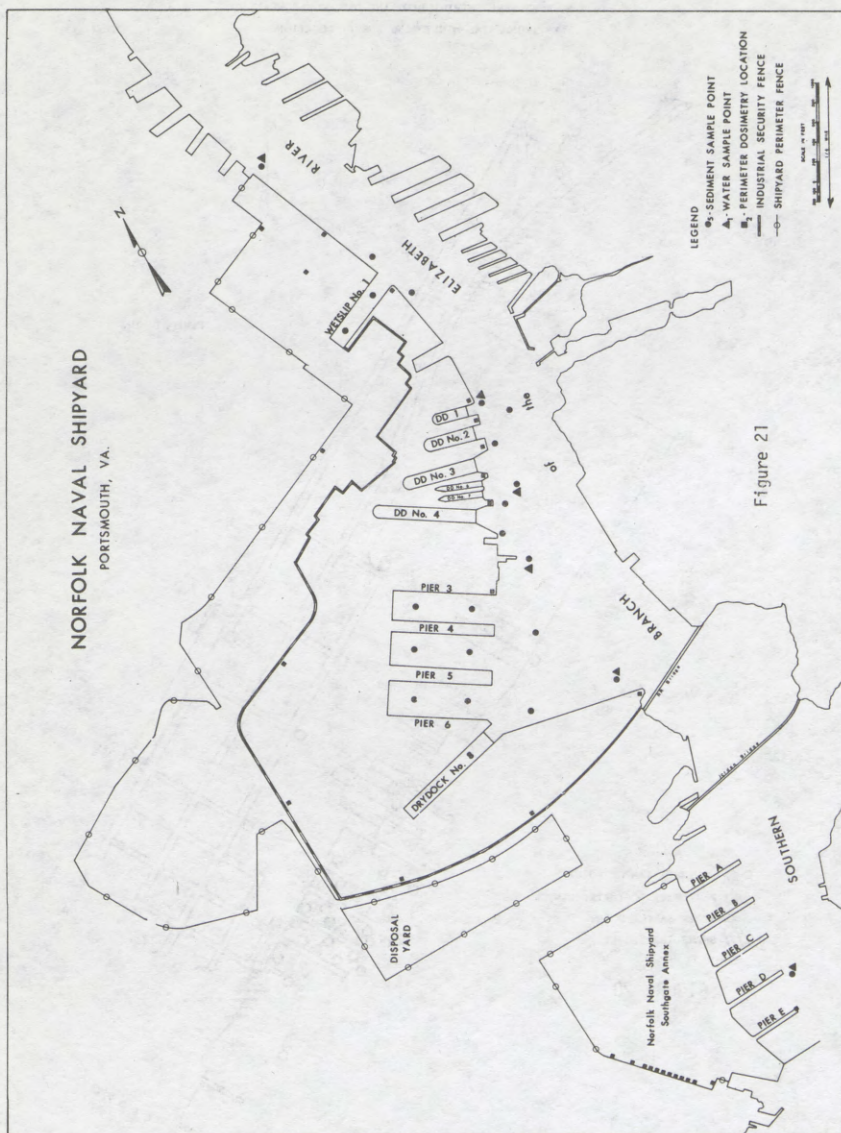 NORFOLK NAVAL SHIPYARD
PORTSMOUTH, VA.
N
RIVER
ELIZABETH
the
of
BRANCH
SOUTHERN
WETSLIP No. 1
DD 1
DD No. 2
DD No. 3
DD No. 4
PIER 3
PIER 4
PIER 5
PIER 6
DRYDOCK No. 8
DISPOSAL
YARD
Norfolk Naval Shipyard
Southgate Annex
PIER A
PIER B
PIER C
PIER D
PIER E
LEGEND
SEDIMENT SAMPLE POINT
WATER SAMPLE POINT
PERIMETER DOSIMETRY LOCATION
INDUSTRIAL SECURITY FENCE
SHIPYARD PERIMETER FENCE
SCALE IN FEET
Figure 21